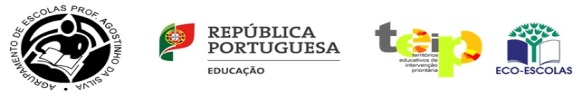 AGRUPAMENTO DE ESCOLAS PROF. AGOSTINHO DA SILVA
REPÚBLICA
PORTUGUESA
EDUCAÇÃO
teip
territórios
educativos de
intervenção
prioritária
ECO-ESCOLAS